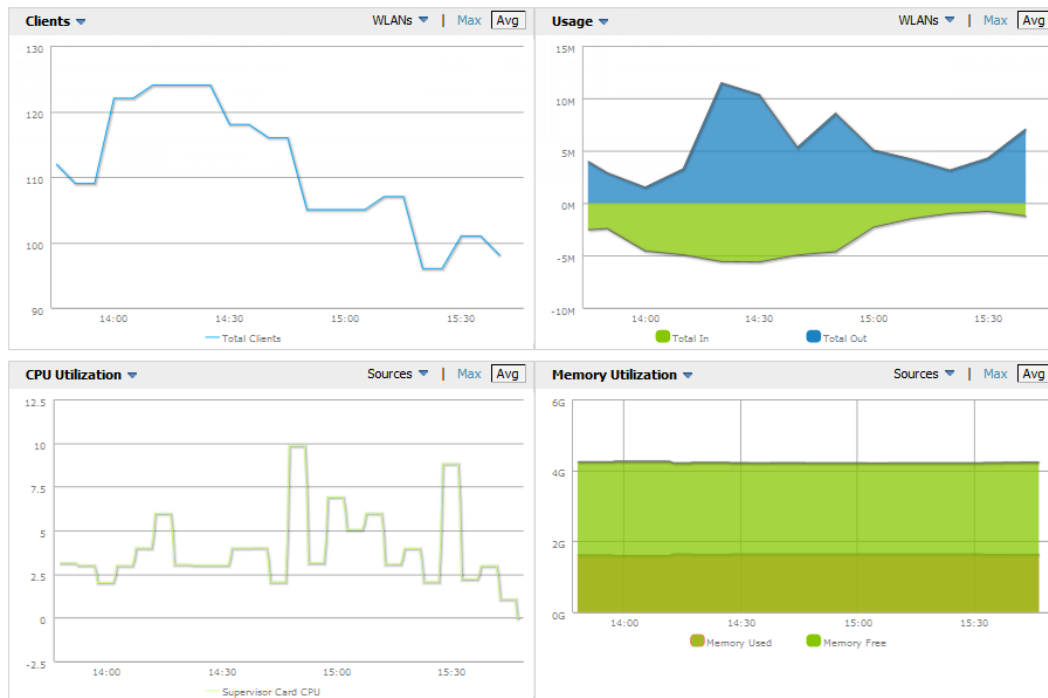 Clients WLANs | Max Avg
130
120
110
100
90
14:00 14:30 15:00 15:30
Total Clients
Usage WLANs | Max Avg
15M
10M
5M
0M
-5M
-10M
14:00 14:30 15:00 15:30
Total In Total Out
CPU Utilization Sources | Max Avg
12.5
10
7.5
5
2.5
0
-2.5
14:00 14:30 15:00 15:30
Supervisor Card CPU
Memory Utilization Sources | Max Avg
6G
4G
2G
0G
14:00 14:30 15:00 15:30
Memory Used Memory Free